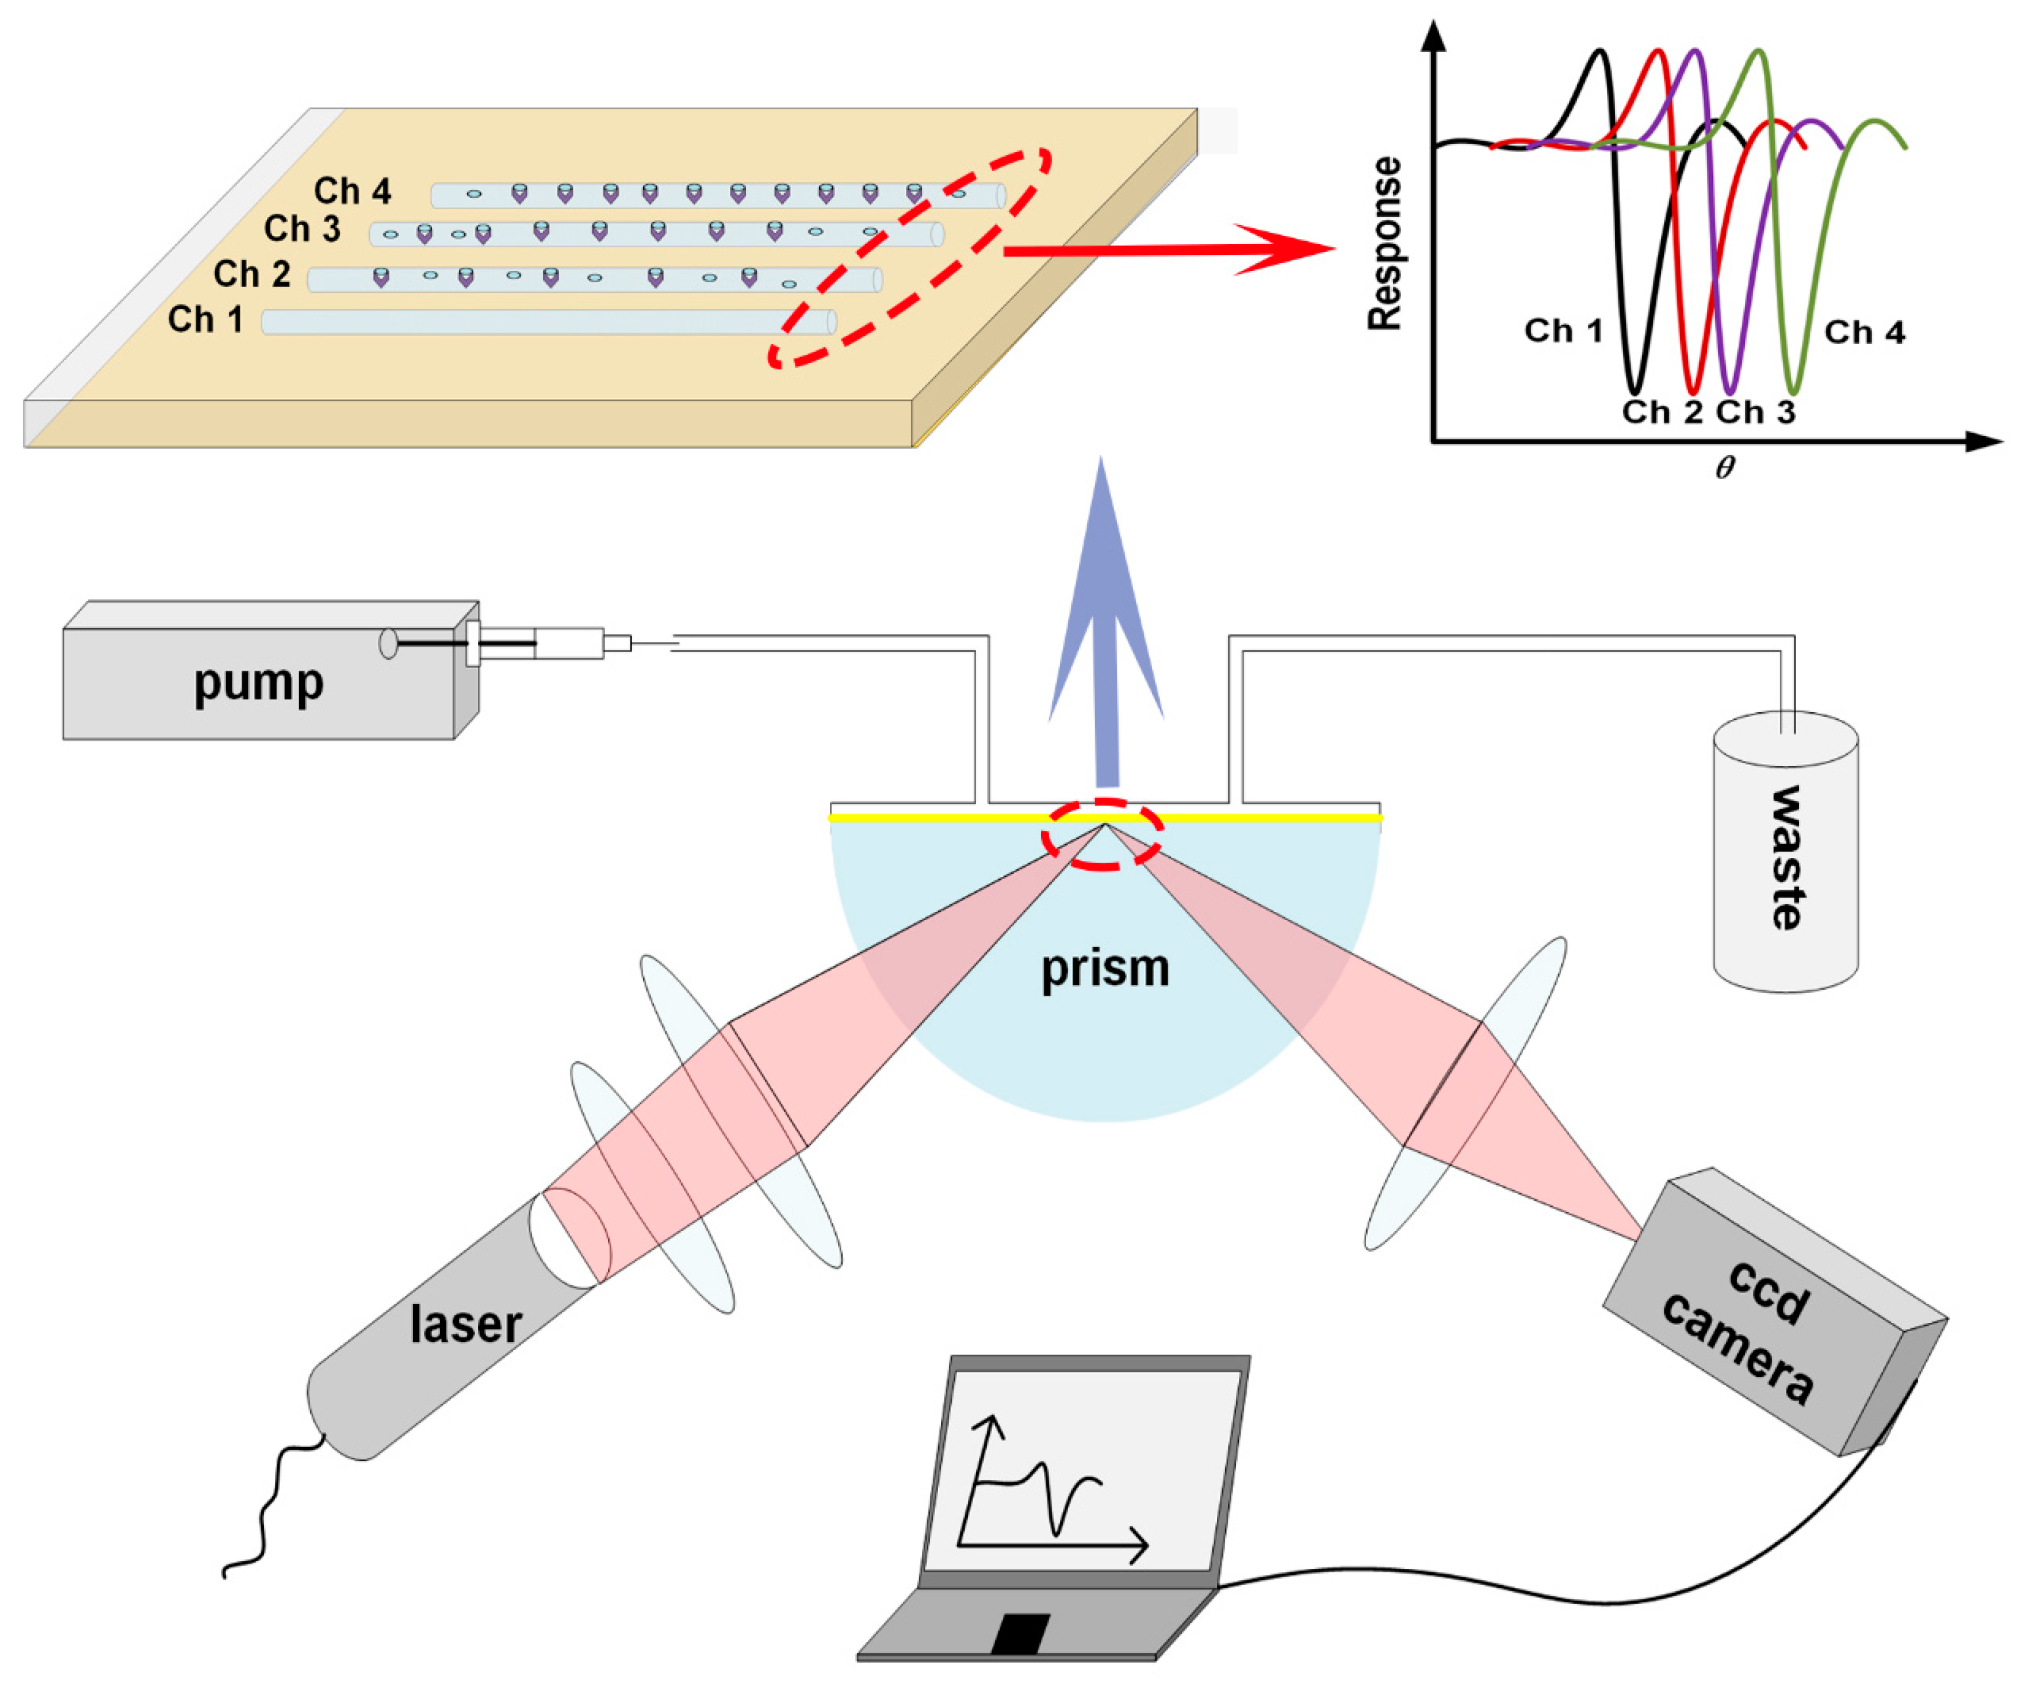 Ch 4
Ch 3
Ch 2
Ch 1
Response
Ch 1
Ch 4
Ch 2
Ch 3
θ
pump
waste
prism
laser
ccd
camera